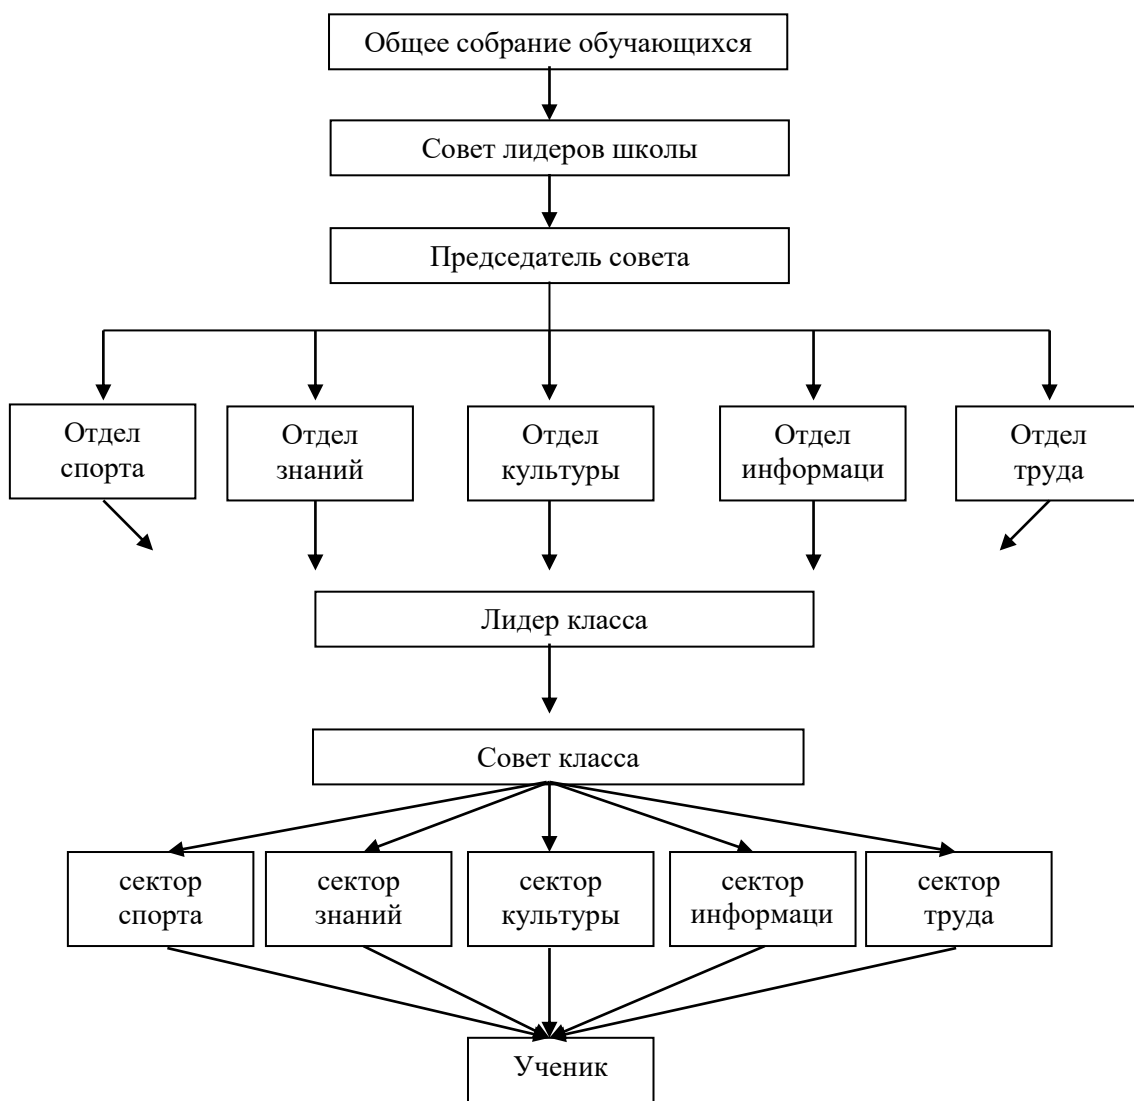 Общее собрание обучающихся
Совет лидеров школы
Председатель совета
Отдел
спорта
Отдел
знаний
Отдел
культуры
Отдел
информаци
Отдел
труда
Лидер класса
Совет класса
сектор
спорта
сектор
знаний
сектор
культуры
сектор
информаци
сектор
труда
Ученик